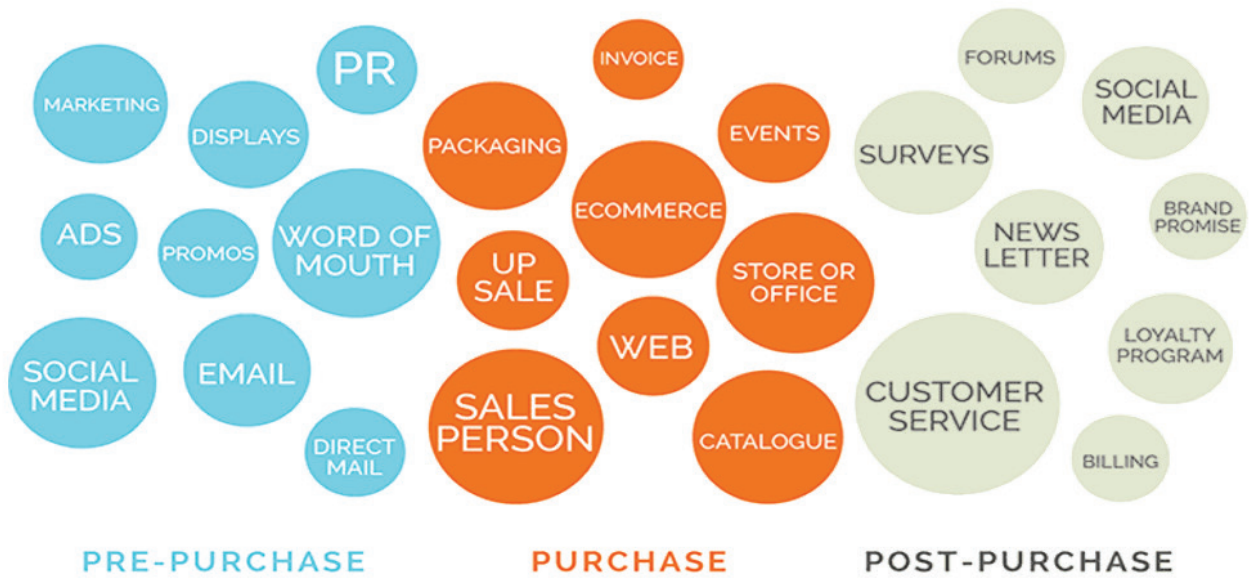 MARKETING
DISPLAYS
PR
ADS
PROMOS
WORD OF
MOUTH
SOCIAL
MEDIA
EMAIL
DIRECT
MAIL
PRE-PURCHASE
INVOICE
PACKAGING
EVENTS
ECOMMERCE
UP
SALE
STORE OR
OFFICE
WEB
SALES
PERSON
CATALOGUE
PURCHASE
FORUMS
SOCIAL
MEDIA
SURVEYS
BRAND
PROMISE
NEWS
LETTER
LOYALTY
PROGRAM
CUSTOMER
SERVICE
BILLING
POST-PURCHASE